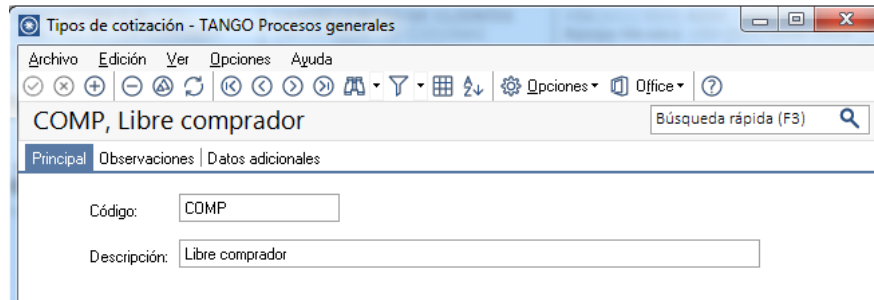 Tipos de cotización - TANGO Procesos generales
Archivo Edición Ver Opciones Ayuda
Opciones Office
COMP, Libre comprador
Búsqueda rápida (F3)
Principal Observaciones Datos adicionales
Código: COMP
Descripción: Libre comprador